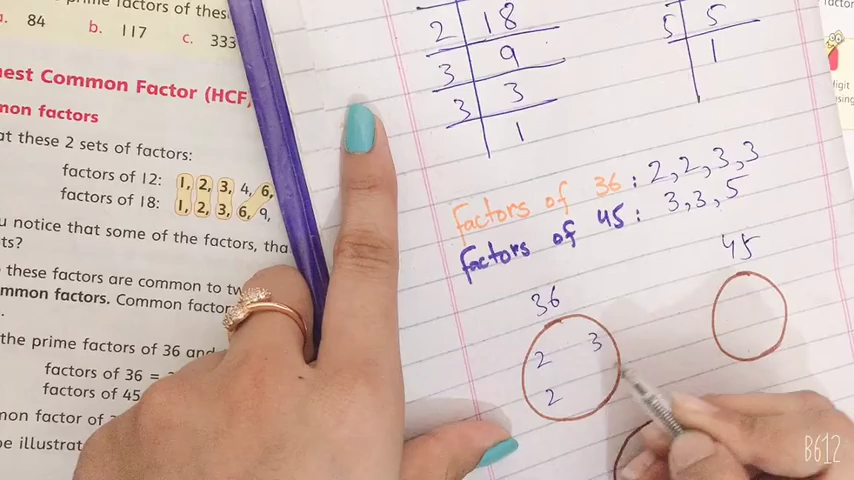 prime factors of these
a. 84 b. 117 c. 333
Highest Common Factor (HCF)
Common factors
at these 2 sets of factors:
factors of 12: 1, 2, 3, 4, 6,
factors of 18: 1, 2, 3, 6, 9,
you notice that some of the factors, tha
sets?
these factors are common to tw
common factors. Common factor
the prime factors of 36 and
factors of 36 =
factors of 45
be illustrat
factor
digit
2 18
3 9
3 3
1
5 5
1
factors of 36: 2, 2, 3, 3
factors of 45: 3, 3, 5
36
2 3
2
45
B612